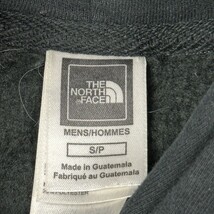 THE
NORTH
FACE
MENS/HOMMES
S/P
Made in Guatemala
Fabriqué au Guatemala